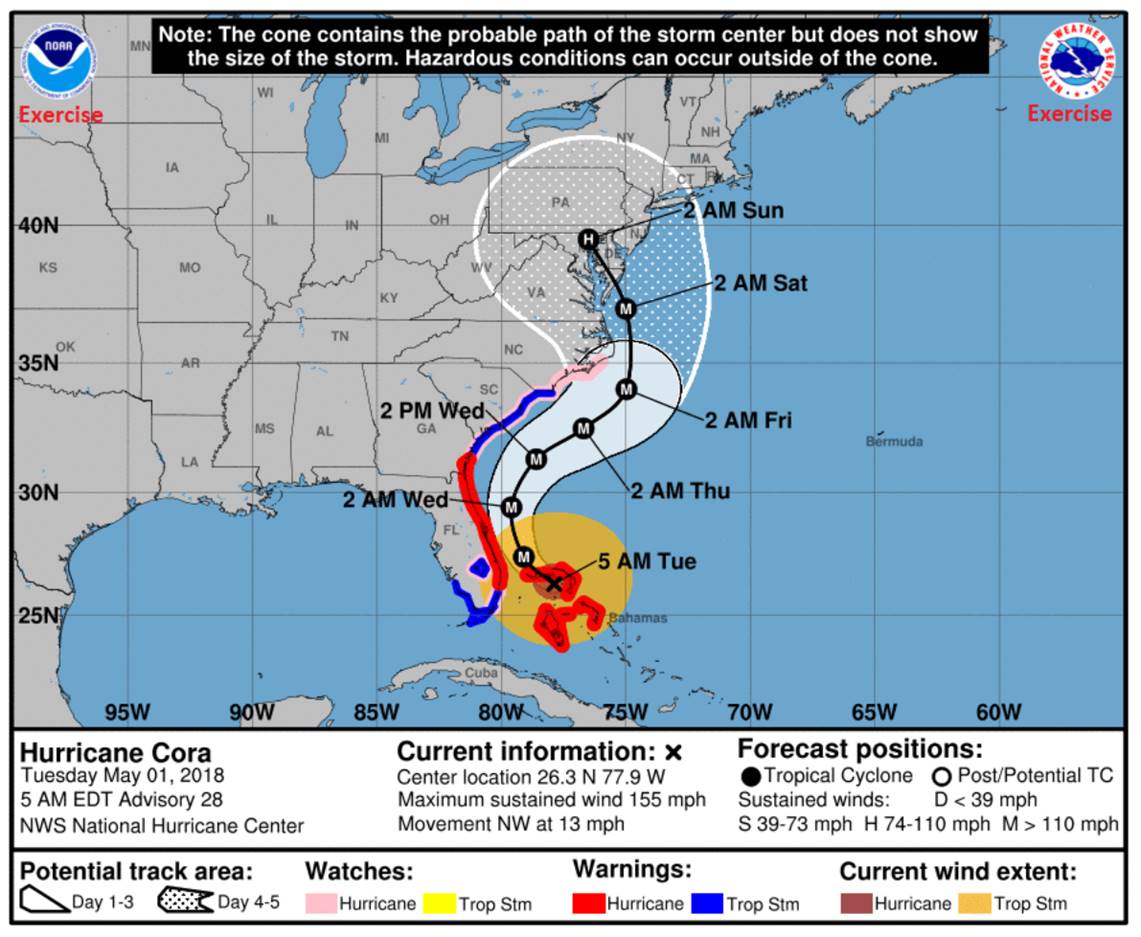 Note: The cone contains the probable path of the storm center but does not show
the size of the storm. Hazardous conditions can occur outside of the cone.
NOAA
NATIONAL WEATHER SERVICE
Exercise
Exercise
MN
WI
MI
NY
VT
NH
MA
CT
IA
IL
IN
OH
PA
NJ
2 AM Sun
40N
KS
MO
WV
VA
DE
KY
2 AM Sat
OK
AR
TN
NC
35N
SC
MS
AL
GA
LA
2 PM Wed
2 AM Fri
Bermuda
30N
2 AM Wed
2 AM Thu
FL
5 AM Tue
25N
Bahamas
Cuba
95W
90W
85W
80W
75W
70W
65W
60W
H
M
M
M
M
M
M
Hurricane Cora
Tuesday May 01, 2018
5 AM EDT Advisory 28
NWS National Hurricane Center
Current information: ×
Center location 26.3 N 77.9 W
Maximum sustained wind 155 mph
Movement NW at 13 mph
Forecast positions:
Tropical Cyclone Post/Potential TC
Sustained winds: D < 39 mph
S 39-73 mph H 74-110 mph M > 110 mph
Potential track area:
Day 1-3 Day 4-5
Watches:
Hurricane Trop Stm
Warnings:
Hurricane Trop Stm
Current wind extent:
Hurricane Trop Stm